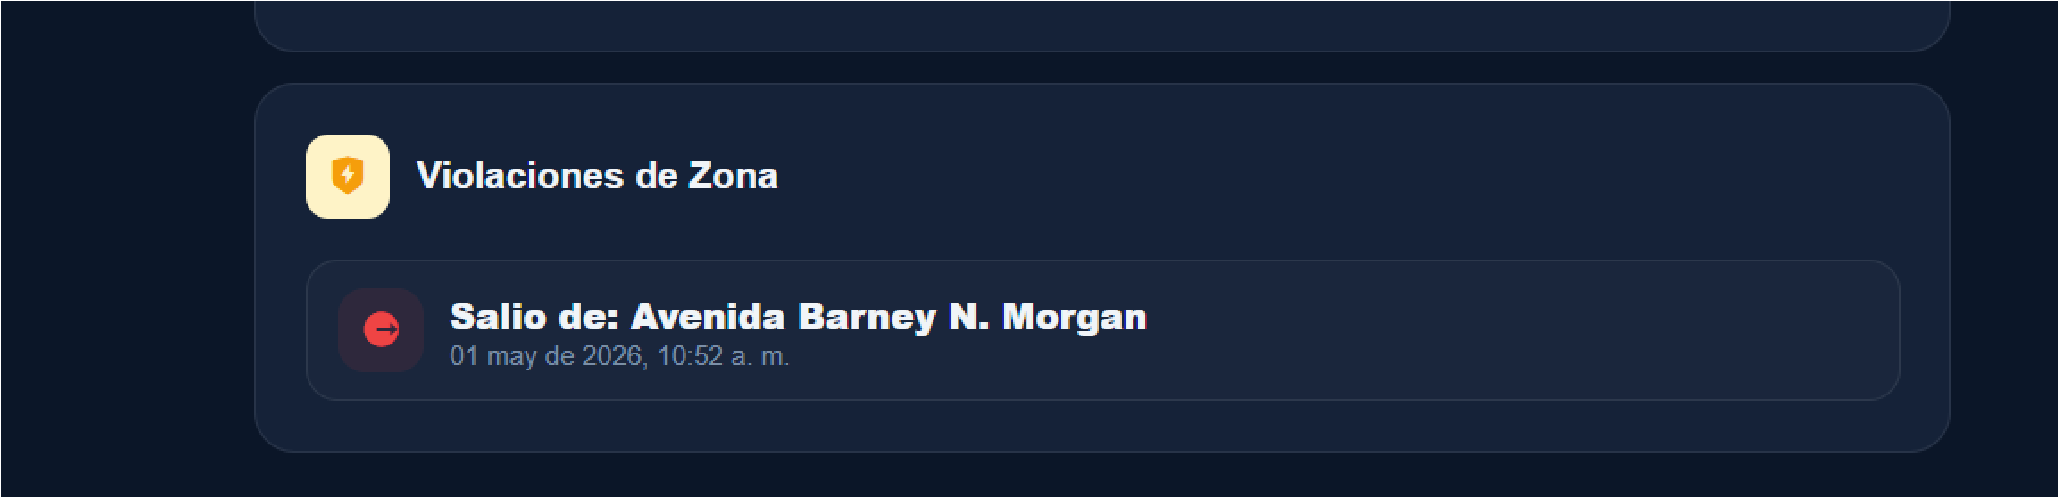 Violaciones de Zona
Salio de: Avenida Barney N. Morgan
01 may de 2026, 10:52 a. m.